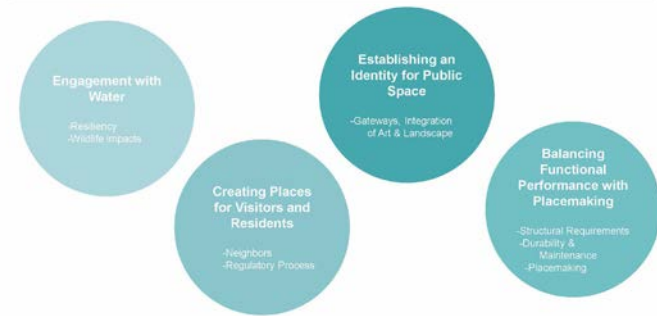 Engagement with
Water
-Resiliency
-Wildlife Impacts
Creating Places
for Visitors and
Residents
-Neighbors
-Regulatory Process
Establishing an
Identity for Public
Space
-Gateways, Integration
of Art & Landscape
Balancing
Functional
Performance with
Placemaking
-Structural Requirements
-Durability &
Maintenance
-Placemaking